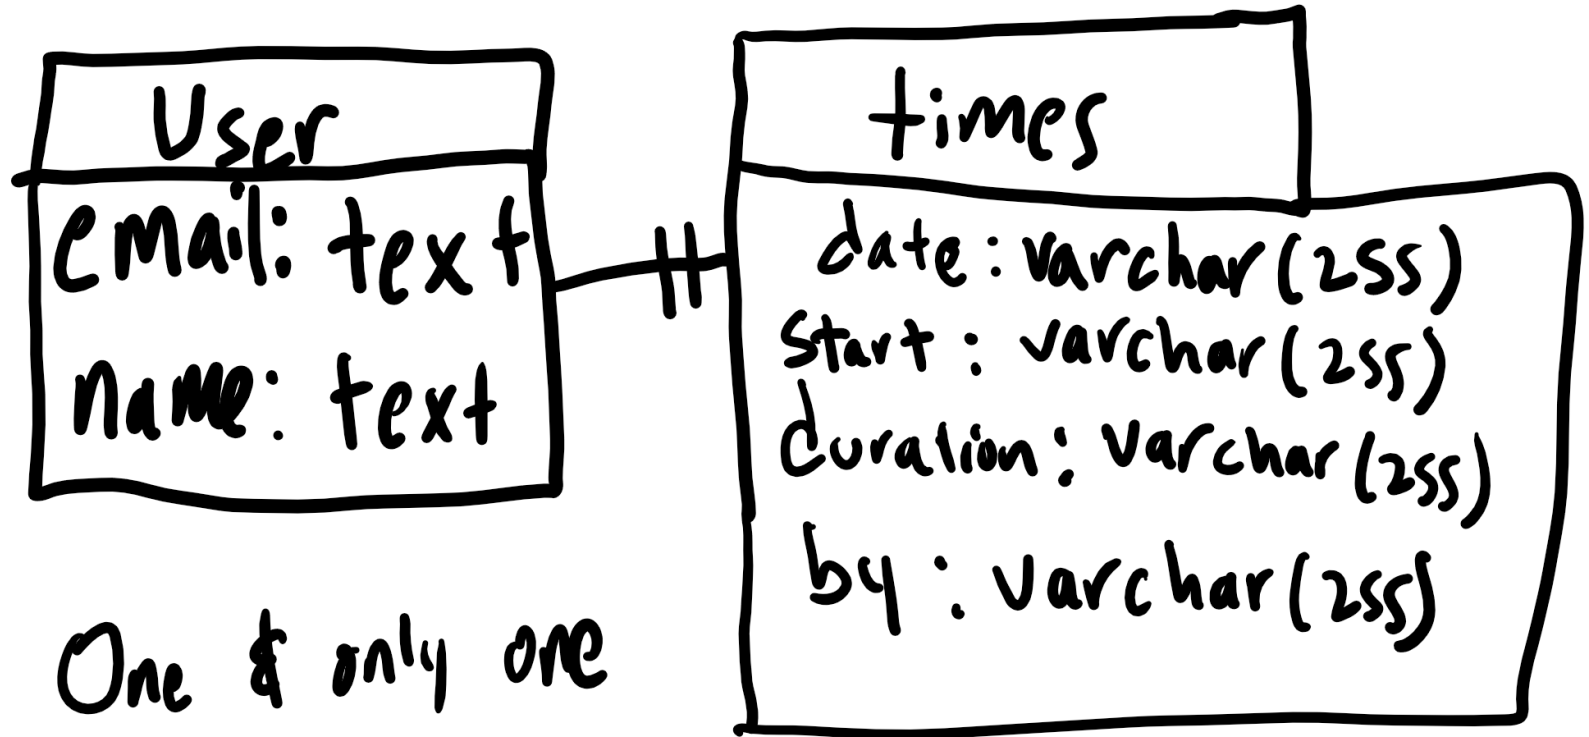 User
email: text
name: text
One & only one
times
date: varchar(255)
start: varchar(255)
duration: varchar(255)
by: varchar(255)